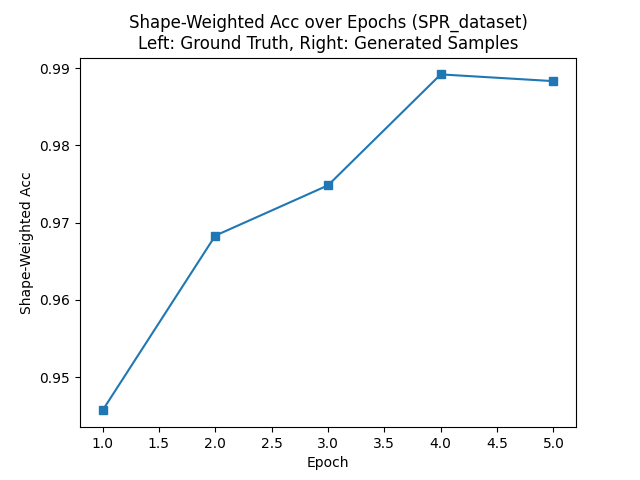 Shape-Weighted Acc over Epochs (SPR_dataset)
Left: Ground Truth, Right: Generated Samples
0.99
0.98
0.97
0.96
0.95
Shape-Weighted Acc
1.0 1.5 2.0 2.5 3.0 3.5 4.0 4.5 5.0
Epoch